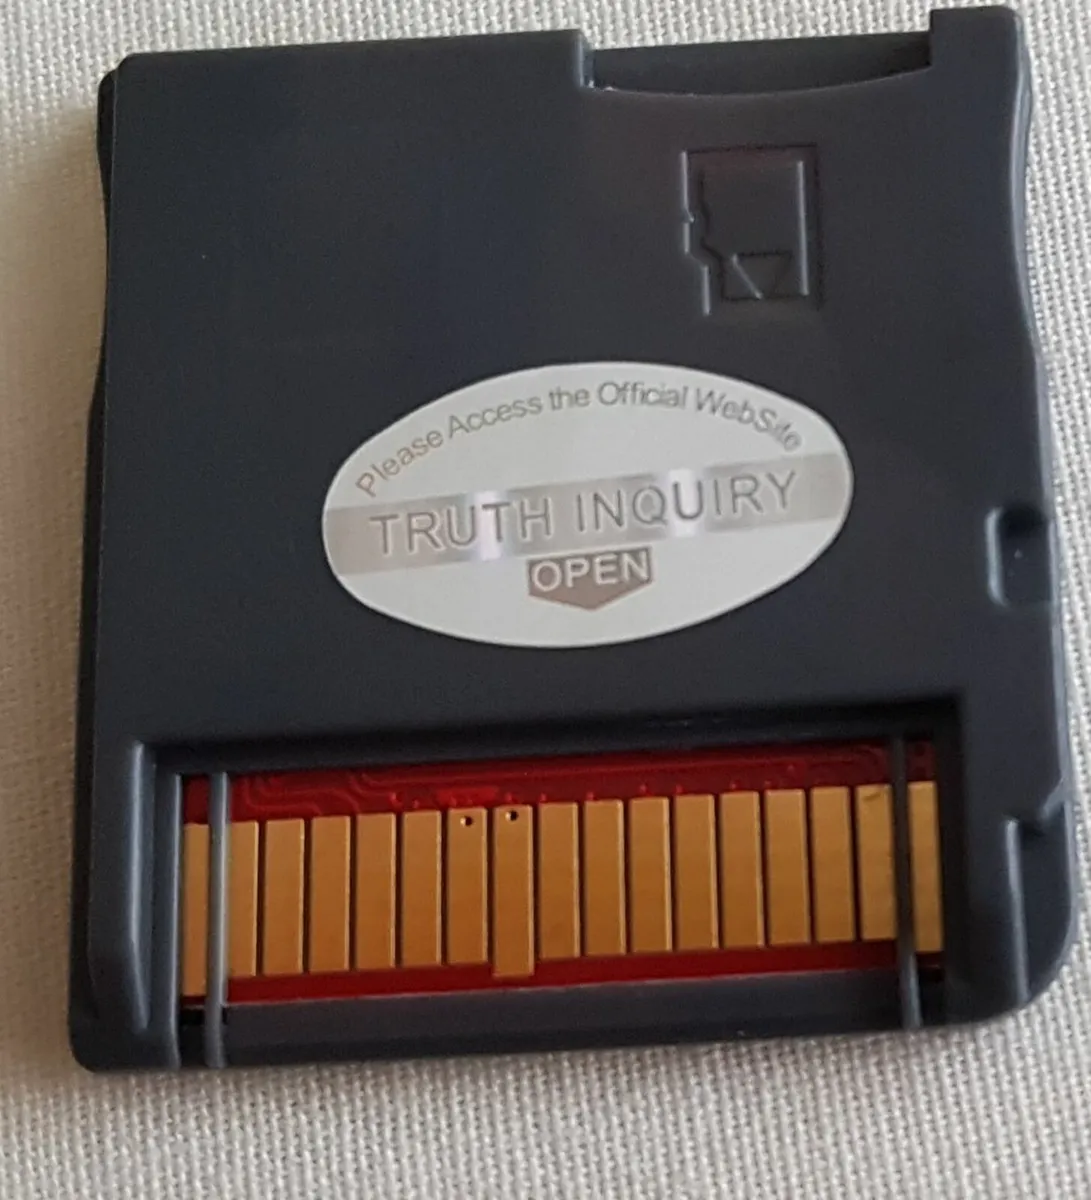 Please Access the Official WebSite
TRUTH INQUIRY
OPEN